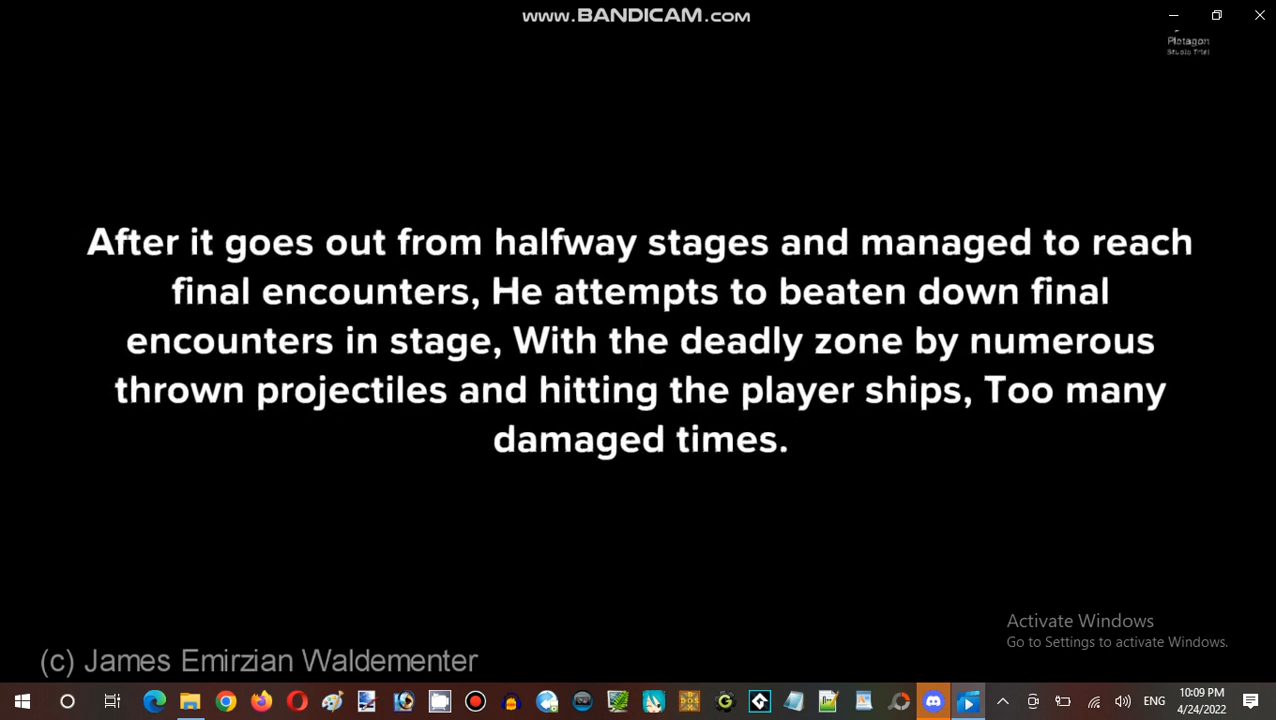 www.BANDICAM.com
Plotagon
Studio Trial
After it goes out from halfway stages and managed to reach
final encounters, He attempts to beaten down final
encounters in stage, With the deadly zone by numerous
thrown projectiles and hitting the player ships, Too many
damaged times.
Activate Windows
Go to Settings to activate Windows.
(c) James Emirzian Waldementer
ENG
10:09 PM
4/24/2022